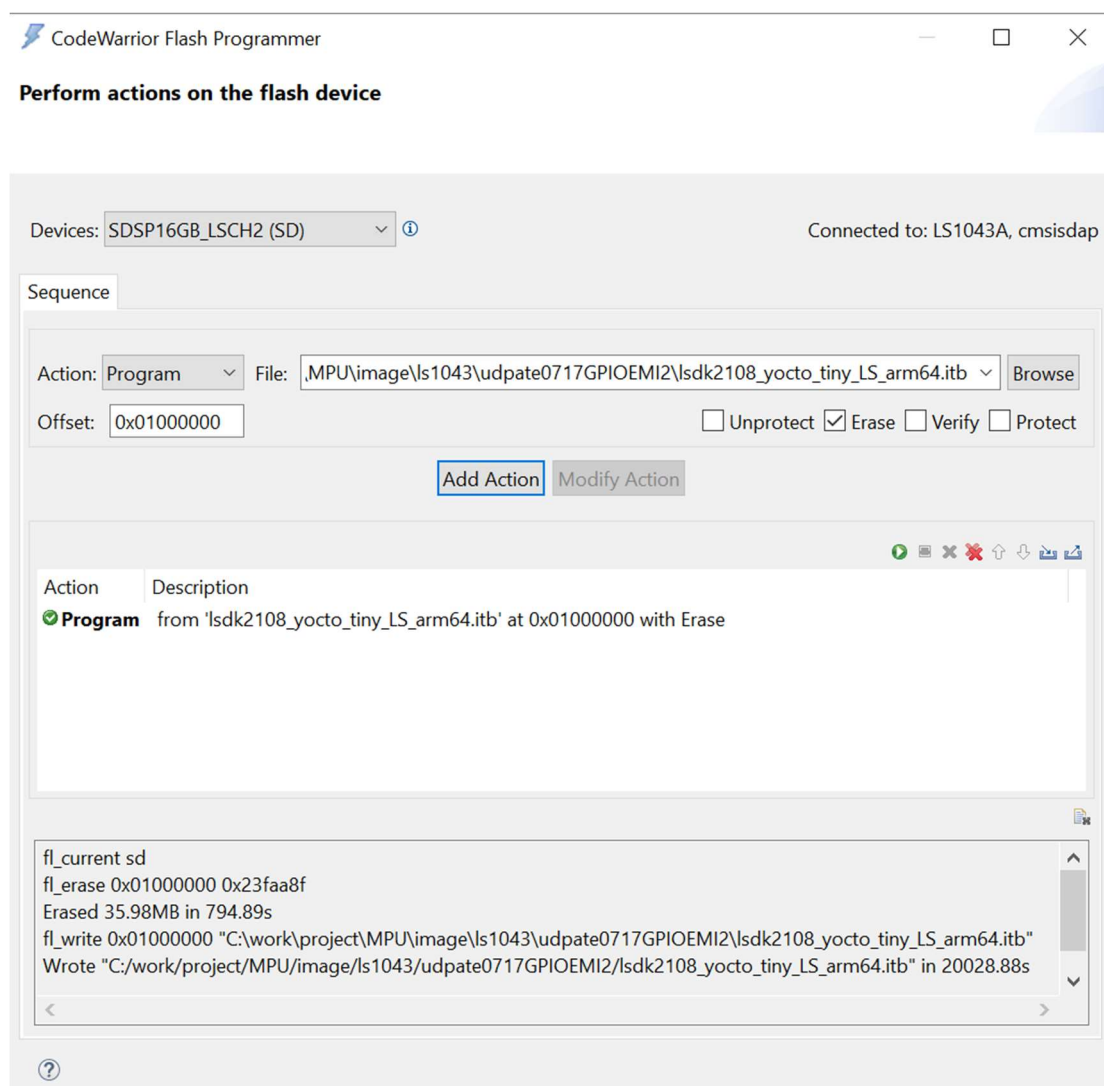 CodeWarrior Flash Programmer
Perform actions on the flash device
Devices: SDSP16GB_LSCH2 (SD) Connected to: LS1043A, cmsisdap
Sequence
Action: Program File: MPU\image\ls1043\udpate0717GPIOEMI2\lsdk2108_yocto_tiny_LS_arm64.itb Browse
Offset: 0x01000000 Unprotect Erase Verify Protect
Add Action Modify Action
Action Description
Program from 'lsdk2108_yocto_tiny_LS_arm64.itb' at 0x01000000 with Erase
fl_current sd
fl_erase 0x01000000 0x23faa8f
Erased 35.98MB in 794.89s
fl_write 0x01000000 "C:\work\project\MPU\image\ls1043\udpate0717GPIOEMI2\lsdk2108_yocto_tiny_LS_arm64.itb"
Wrote "C:/work/project/MPU/image/ls1043/udpate0717GPIOEMI2/lsdk2108_yocto_tiny_LS_arm64.itb" in 20028.88s